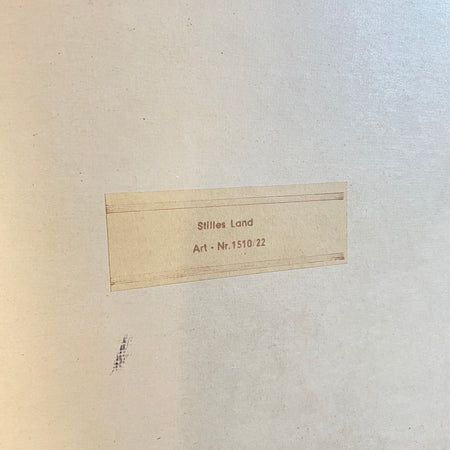 Stilles Land
Art - Nr. 1510/22